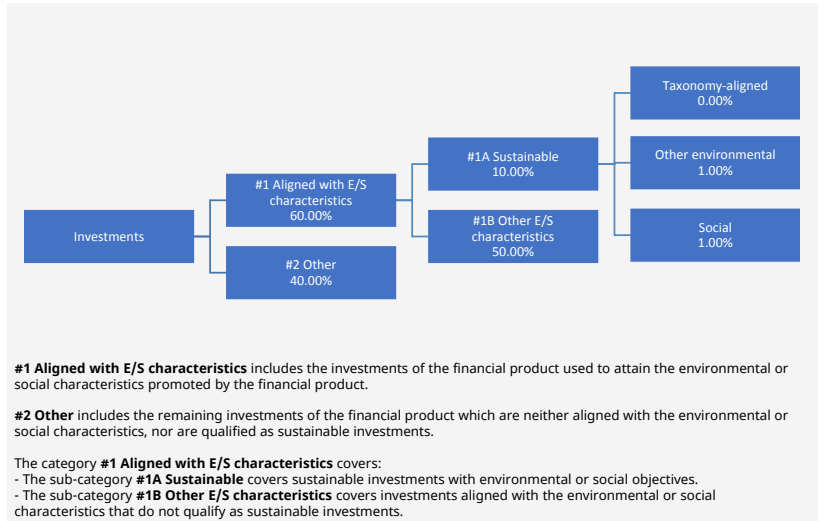 Taxonomy-aligned
0.00%
#1A Sustainable
10.00%
Other environmental
1.00%
#1 Aligned with E/S
characteristics
60.00%
#1B Other E/S
characteristics
50.00%
Social
1.00%
Investments
#2 Other
40.00%
#1 Aligned with E/S characteristics includes the investments of the financial product used to attain the environmental or
social characteristics promoted by the financial product.
#2 Other includes the remaining investments of the financial product which are neither aligned with the environmental or
social characteristics, nor are qualified as sustainable investments.
The category #1 Aligned with E/S characteristics covers:
- The sub-category #1A Sustainable covers sustainable investments with environmental or social objectives.
- The sub-category #1B Other E/S characteristics covers investments aligned with the environmental or social
characteristics that do not qualify as sustainable investments.